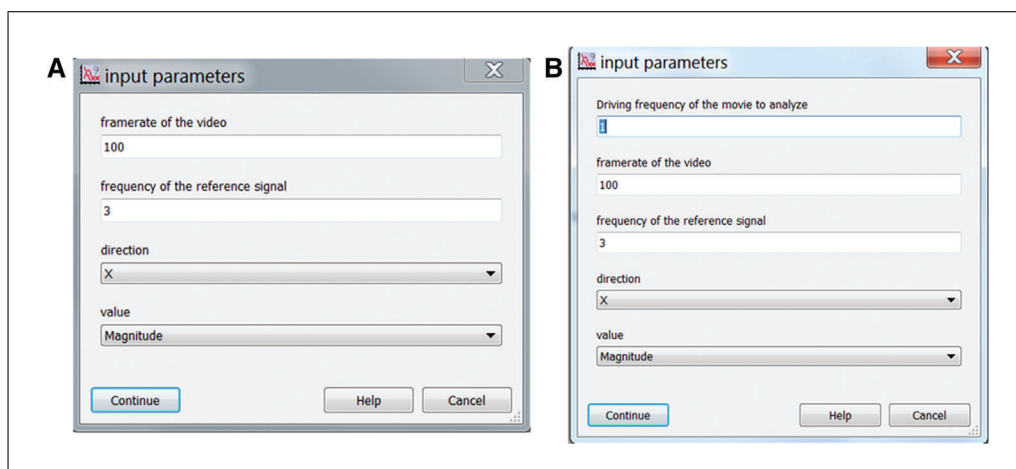 A
input parameters
framerate of the video
100
frequency of the reference signal
3
direction
X
value
Magnitude
Continue Help Cancel
B
input parameters
Driving frequency of the movie to analyze
1
framerate of the video
100
frequency of the reference signal
3
direction
X
value
Magnitude
Continue Help Cancel